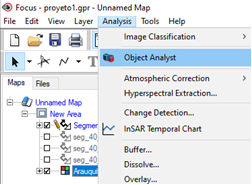 Focus - proyeto1.gpr - Unnamed Map
File Edit View Layer Analysis Tools Help
Image Classification
Object Analyst
Atmospheric Correction
Hyperspectral Extraction...
Change Detection...
InSAR Temporal Chart
Buffer...
Dissolve...
Overlay...
Maps Files
Unnamed Map
New Area
Segmen
seg_40
seg_40
seg_40
Arauqui